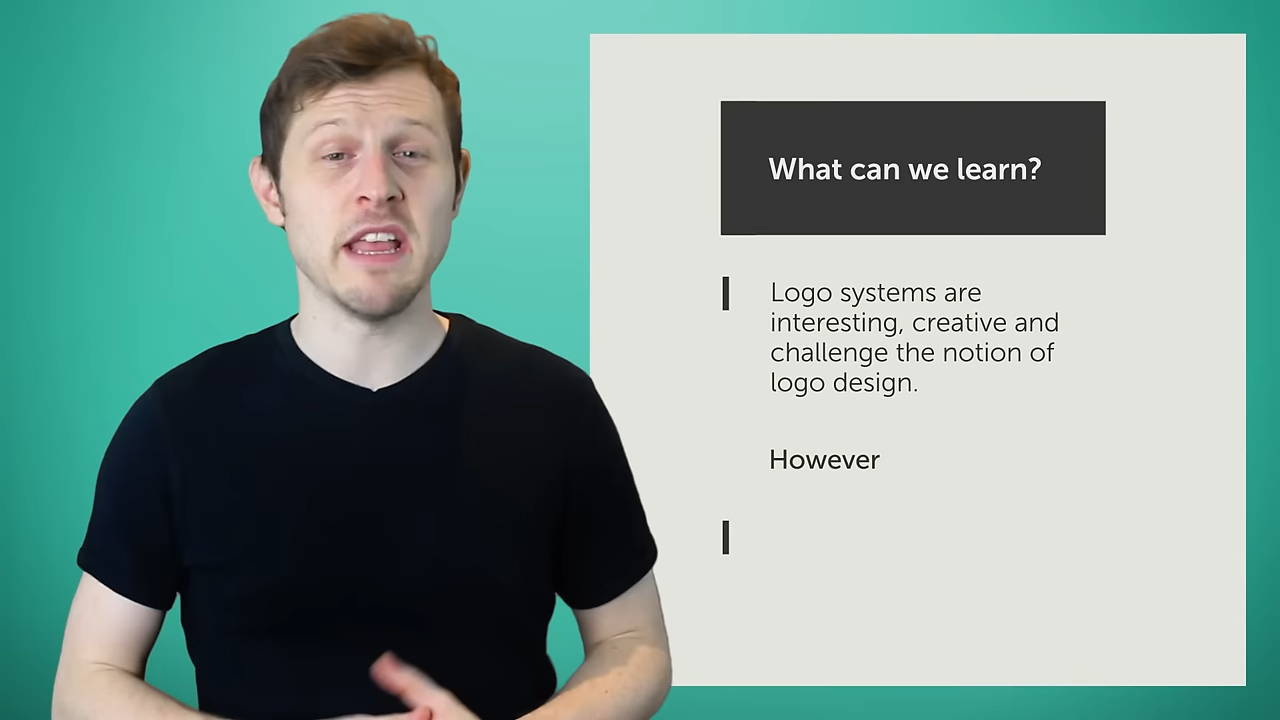 What can we learn?
Logo systems are
interesting, creative and
challenge the notion of
logo design.
However